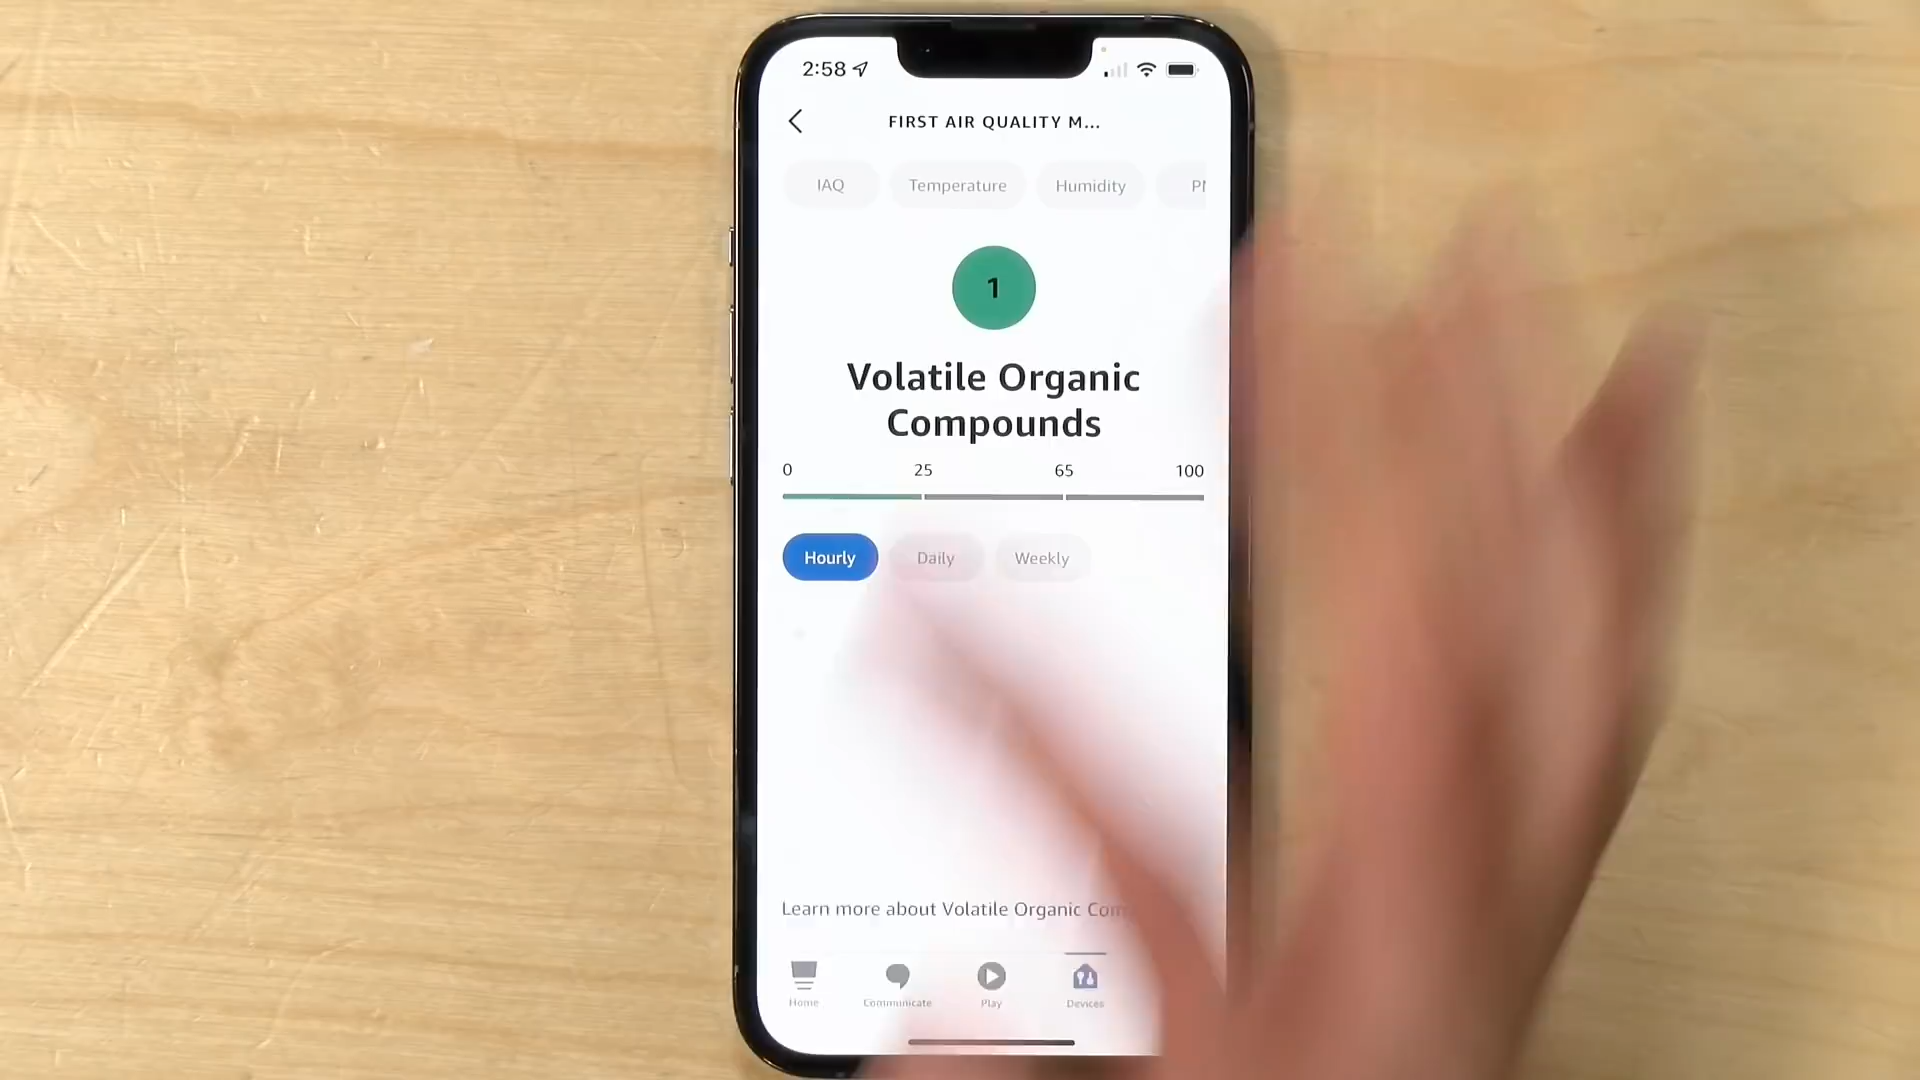 2:58
FIRST AIR QUALITY M...
IAQ Temperature Humidity
1
Volatile Organic
Compounds
0 25 65 100
Hourly Daily Weekly
Learn more about Volatile Organic
Home Communicate Play Devices